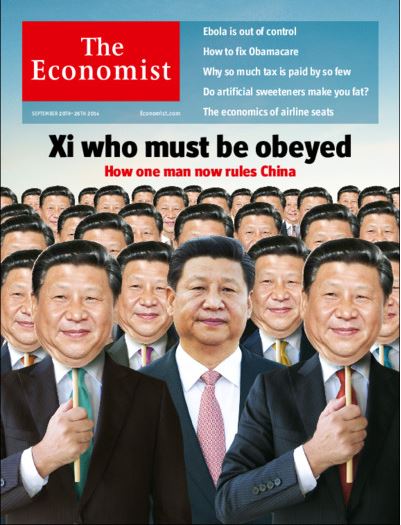 The
Economist
SEPTEMBER 20TH–26TH 2014
Economist.com
Ebola is out of control
How to fix Obamacare
Why so much tax is paid by so few
Do artificial sweeteners make you fat?
The economics of airline seats
Xi who must be obeyed
How one man now rules China